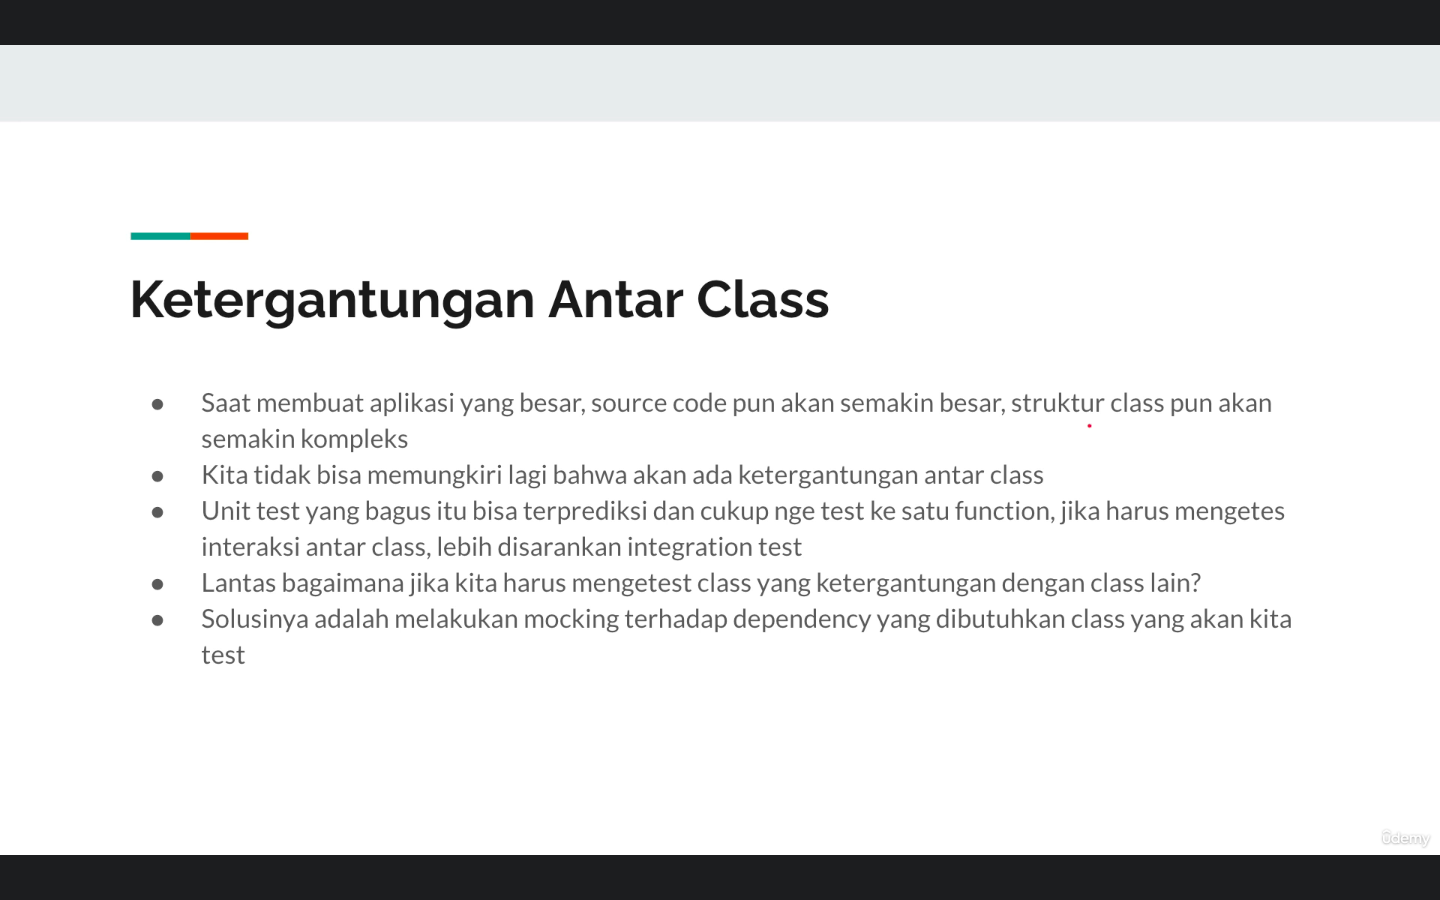 Ketergantungan Antar Class
● Saat membuat aplikasi yang besar, source code pun akan semakin besar, struktur class pun akan
semakin kompleks
● Kita tidak bisa memungkiri lagi bahwa akan ada ketergantungan antar class
● Unit test yang bagus itu bisa terprediksi dan cukup nge test ke satu function, jika harus mengetes
interaksi antar class, lebih disarankan integration test
● Lantas bagaimana jika kita harus mengetest class yang ketergantungan dengan class lain?
● Solusinya adalah melakukan mocking terhadap dependency yang dibutuhkan class yang akan kita
test
ûdemy